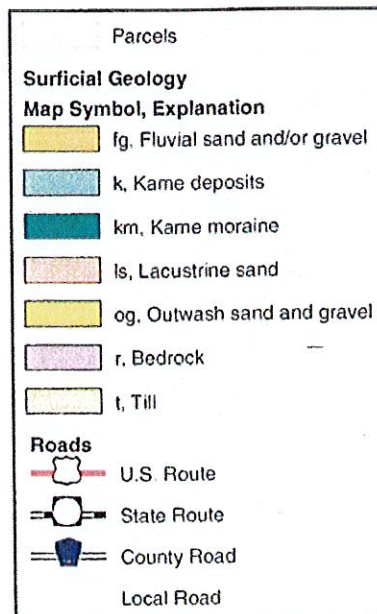 Parcels
Surficial Geology
Map Symbol, Explanation
fg, Fluvial sand and/or gravel
k, Kame deposits
km, Kame moraine
ls, Lacustrine sand
og, Outwash sand and gravel
r, Bedrock
t, Till
Roads
U.S. Route
State Route
County Road
Local Road